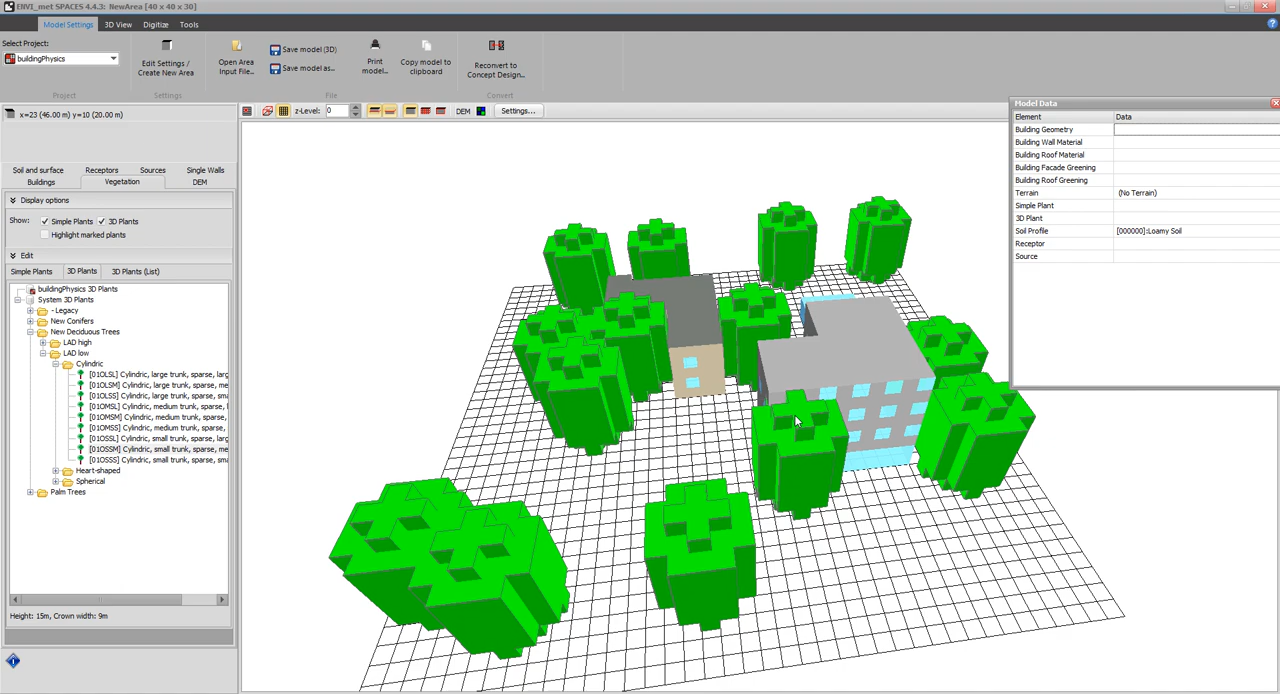 ENVI_met SPACES 4.4.3: NewArea [40 x 40 x 30]
Model Settings 3D View Digitize Tools
Select Project:
buildingPhysics
Edit Settings / Create New Area
Open Area Input File...
Save model (3D)
Save model as...
Print model...
Copy model to clipboard
Reconvert to Concept Design...
Project Settings File Convert
x=23 (46.00 m) y=10 (20.00 m)
z-Level: 0 DEM Settings...
Soil and surface Receptors Sources Single Walls
Buildings Vegetation DEM
Display options
Show: Simple Plants 3D Plants
Highlight marked plants
Edit
Simple Plants 3D Plants 3D Plants (List)
buildingPhysics 3D Plants
System 3D Plants
- Legacy
New Conifers
New Deciduous Trees
LAD high
LAD low
Cylindric
[01OLSL] Cylindric, large trunk, sparse, larg
[01OLSM] Cylindric, large trunk, sparse, me
[01OLSS] Cylindric, large trunk, sparse, sma
[01OMSL] Cylindric, medium trunk, sparse, l
[01OMSM] Cylindric, medium trunk, sparse,
[01OMSS] Cylindric, medium trunk, sparse, s
[01OSSL] Cylindric, small trunk, sparse, larg
[01OSSM] Cylindric, small trunk, sparse, me
[01OSSS] Cylindric, small trunk, sparse, sma
Heart-shaped
Spherical
Palm Trees
Height: 15m, Crown width: 9m
Model Data
Element Data
Building Geometry
Building Wall Material
Building Roof Material
Building Facade Greening
Building Roof Greening
Terrain (No Terrain)
Simple Plant
3D Plant
Soil Profile [000000]:Loamy Soil
Receptor
Source